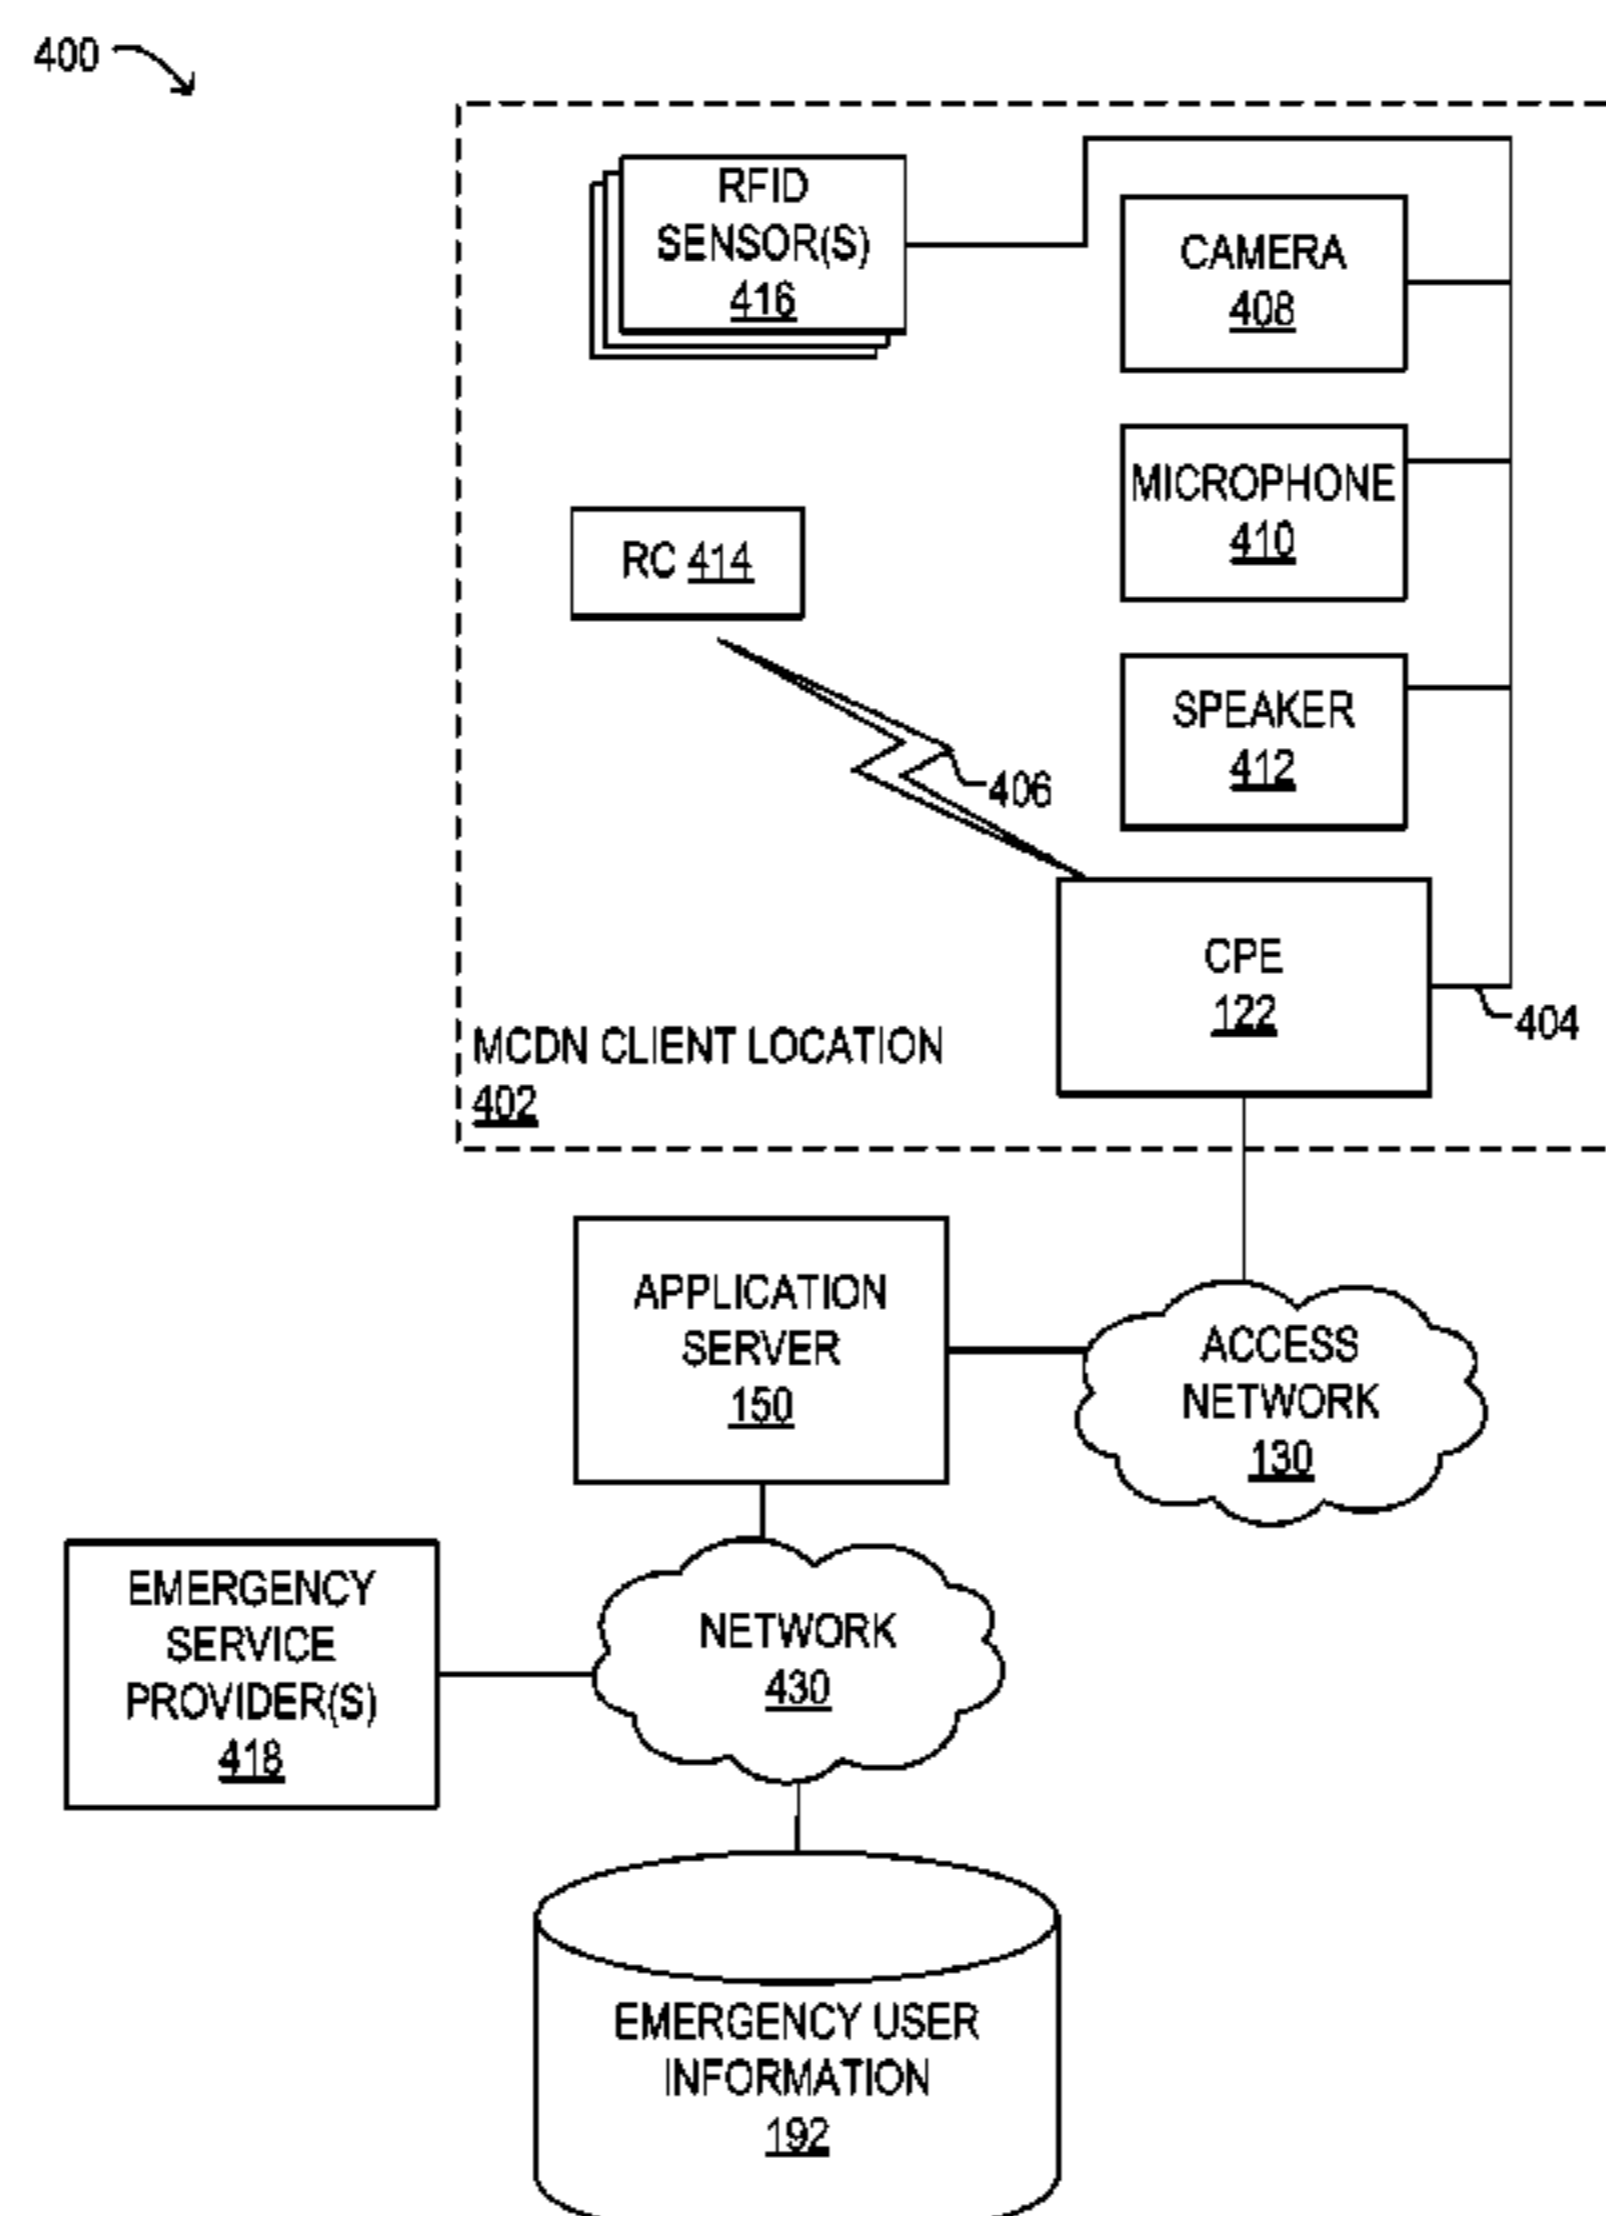 400
RFID
SENSOR(S)
416
CAMERA
408
MICROPHONE
410
RC 414
SPEAKER
412
406
CPE
122
404
MCDN CLIENT LOCATION
402
APPLICATION
SERVER
150
ACCESS
NETWORK
130
EMERGENCY
SERVICE
PROVIDER(S)
418
NETWORK
430
EMERGENCY USER
INFORMATION
192